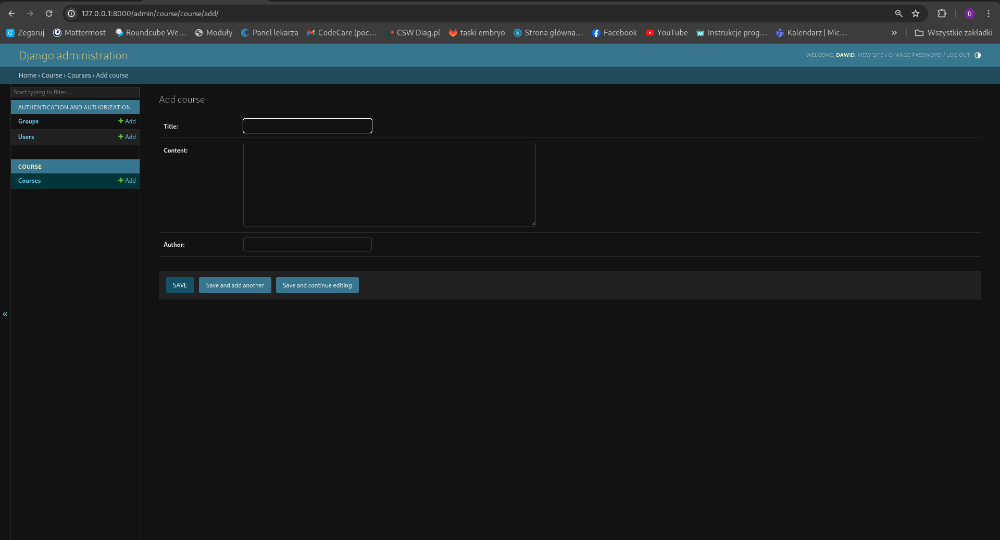 127.0.0.1:8000/admin/course/course/add/
D
Zegaruj Mattermost Roundcube We... Moduły Panel lekarza CodeCare (poc... CSW Diag.pl taski embryo Strona główna... Facebook YouTube Instrukcje prog... Kalendarz | Mic... » Wszystkie zakładki
Django administration
WELCOME, DAWID VIEW SITE / CHANGE PASSWORD / LOG OUT
Home › Course › Courses › Add course
Start typing to filter...
AUTHENTICATION AND AUTHORIZATION
Groups + Add
Users + Add
COURSE
Courses + Add
«
Add course
Title:
Content:
Author:
SAVE Save and add another Save and continue editing